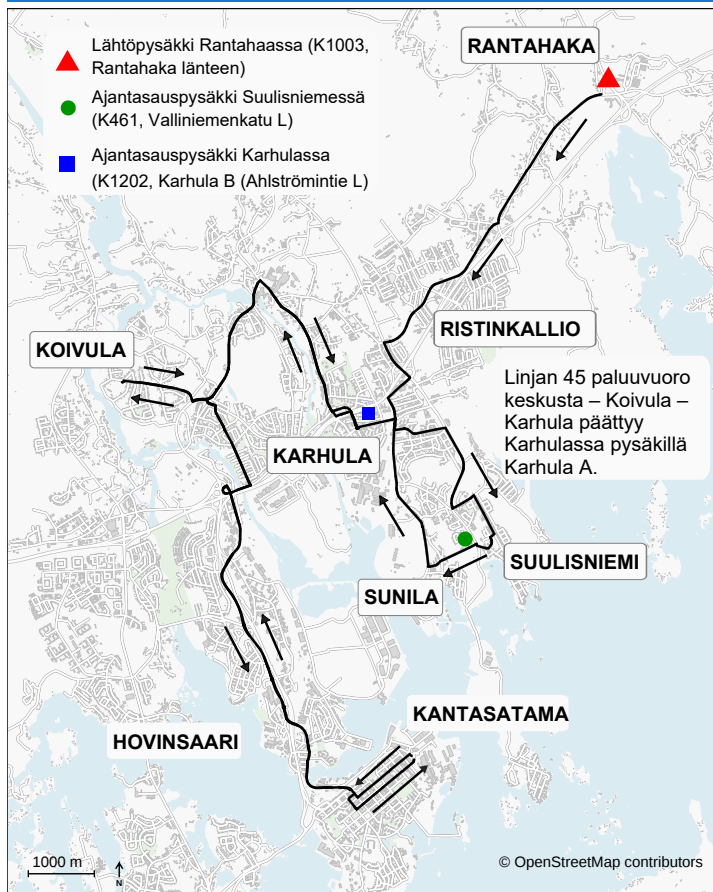 Lähtöpysäkki Rantahaassa (K1003,
Rantahaka länteen)
Ajantasauspysäkki Suulisniemessä
(K461, Valliniemenkatu L)
Ajantasauspysäkki Karhulassa
(K1202, Karhula B (Ahlströmintie L)
RANTAHAKA
RISTINKALLIO
KOIVULA
Linjan 45 paluuvuoro
keskusta – Koivula –
Karhula päättyy
Karhulassa pysäkillä
Karhula A.
KARHULA
SUULISNIEMI
SUNILA
KANTASATAMA
HOVINSAARI
1000 m
N
© OpenStreetMap contributors